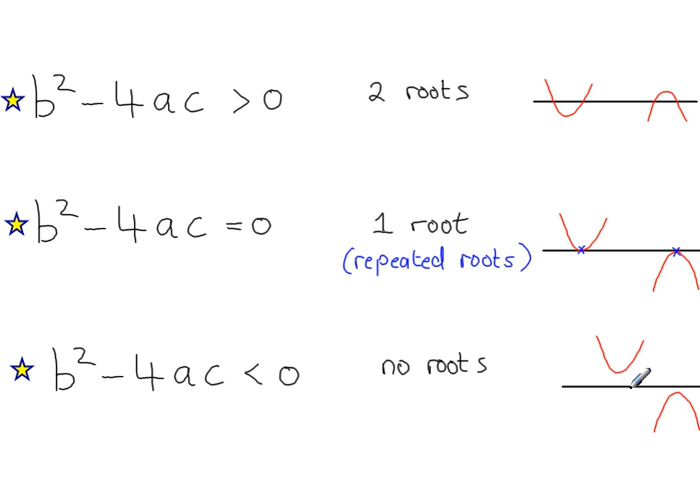 b² - 4ac > 0 2 roots
b² - 4ac = 0 1 root
(repeated roots)
b² - 4ac < 0 no roots